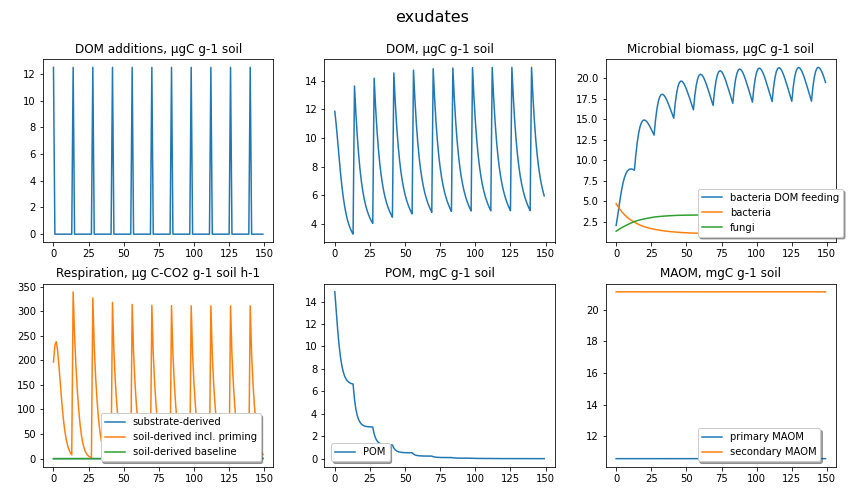 exudates
DOM additions, μgC g-1 soil
DOM, μgC g-1 soil
Microbial biomass, μgC g-1 soil
12
10
8
6
4
2
0
0 25 50 75 100 125 150
14
12
10
8
6
4
0 25 50 75 100 125 150
20.0
17.5
15.0
12.5
10.0
7.5
5.0
2.5
0 25 50 75 100 125 150
bacteria DOM feeding
bacteria
fungi
Respiration, μg C-CO2 g-1 soil h-1
POM, mgC g-1 soil
MAOM, mgC g-1 soil
350
300
250
200
150
100
50
0
0 25 50 75 100 125 150
substrate-derived
soil-derived incl. priming
soil-derived baseline
14
12
10
8
6
4
2
0
0 25 50 75 100 125 150
POM
20
18
16
14
12
0 25 50 75 100 125 150
primary MAOM
secondary MAOM